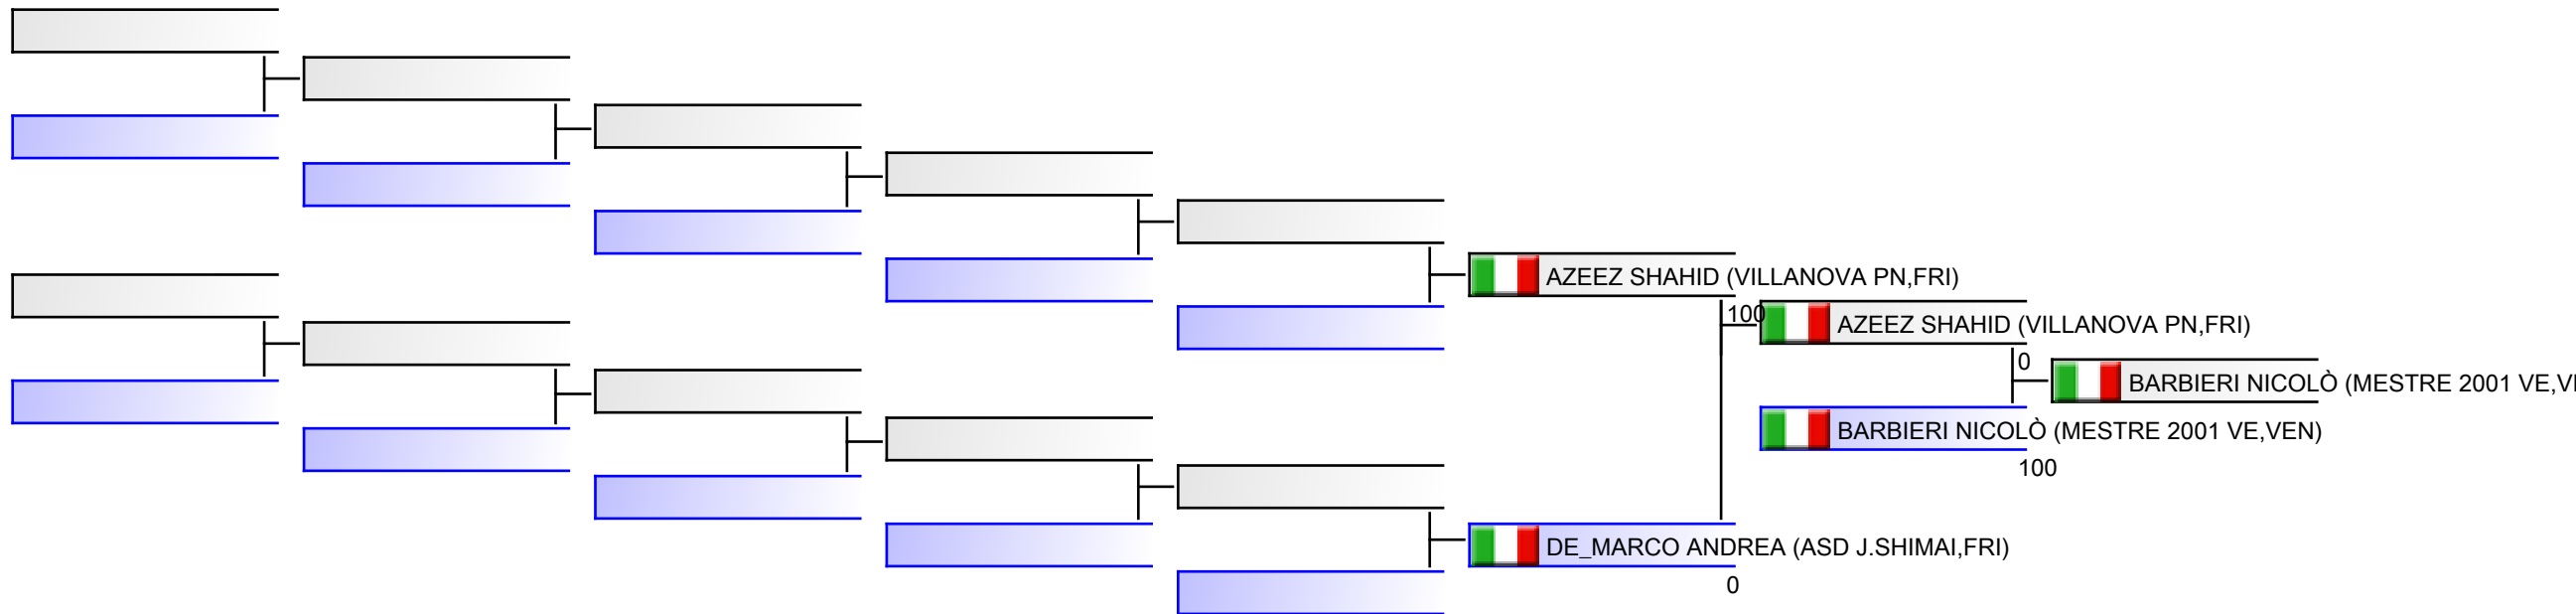 AZEEZ SHAHID (VILLANOVA PN,FRI)
100
AZEEZ SHAHID (VILLANOVA PN,FRI)
0
BARBIERI NICOLÒ (MESTRE 2001 VE,V
BARBIERI NICOLÒ (MESTRE 2001 VE,VEN)
100
DE_MARCO ANDREA (ASD J.SHIMAI,FRI)
0